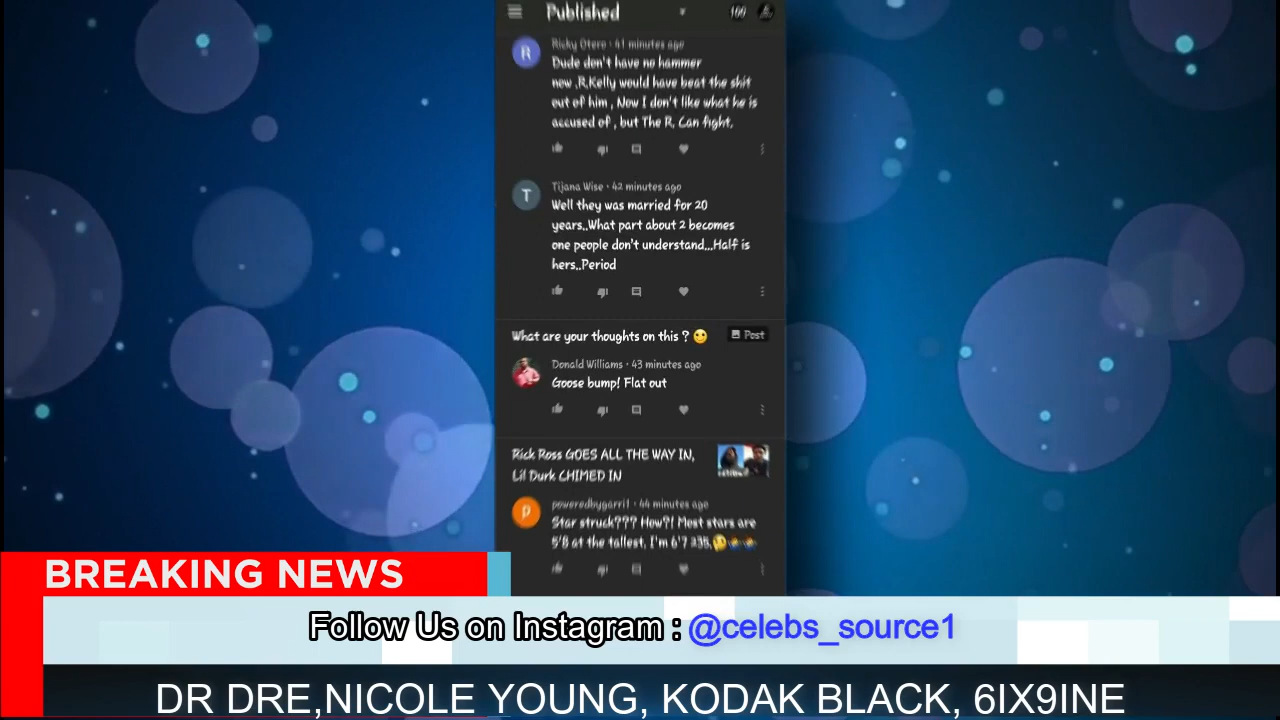 Published
100
R
Ricky Otero · 41 minutes ago
Dude don't have no hammer
now .R.Kelly would have beat the shit
out of him , Now I don't like what he is
accused of , but The R. Can fight,
T
Tijana Wise · 42 minutes ago
Well they was married for 20
years..What part about 2 becomes
one people don't understand...Half is
hers..Period
What are your thoughts on this ? 🙂
Post
Donald Williams · 43 minutes ago
Goose bump! Flat out
Rick Ross GOES ALL THE WAY IN,
Lil Durk CHIMED IN
P
poweredbygorri1 · 44 minutes ago
Star struck??? How?! Most stars are
5'8 at the tallest, I'm 6'7 335,
BREAKING NEWS
Follow Us on Instagram : @celebs_source1
DR DRE,NICOLE YOUNG, KODAK BLACK, 6IX9INE